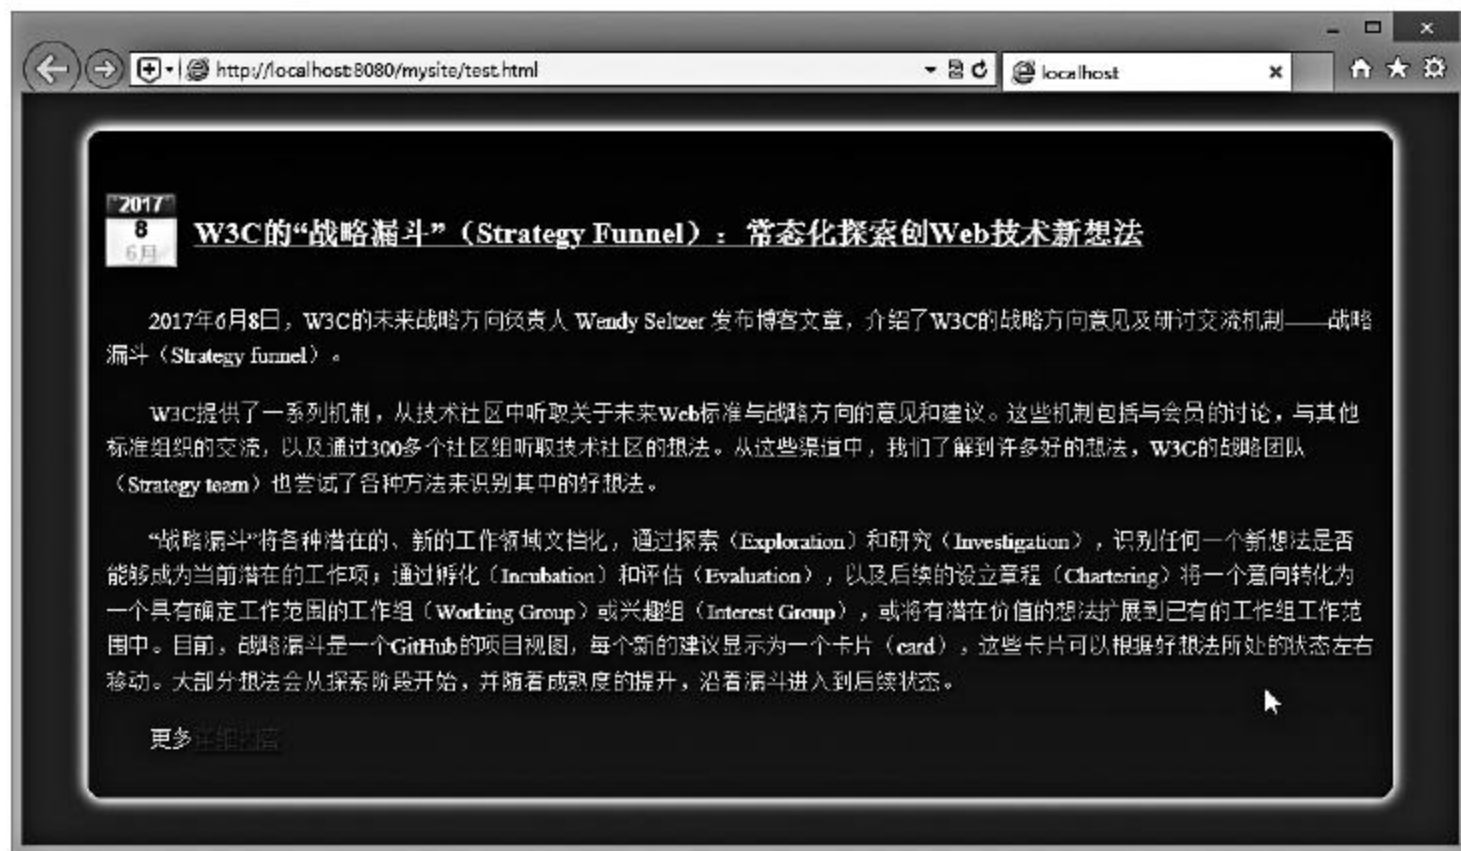 http://localhost:8080/mysite/test.html
localhost
2017
8
6月
W3C的“战略漏斗”（Strategy Funnel）：常态化探索创Web技术新想法
2017年6月8日，W3C的未来战略方向负责人 Wendy Seltzer 发布博客文章，介绍了W3C的战略方向意见及研讨交流机制——战略
漏斗（Strategy funnel）。
W3C提供了一系列机制，从技术社区中听取关于未来Web标准与战略方向的意见和建议。这些机制包括与会员的讨论，与其他
标准组织的交流，以及通过300多个社区组听取技术社区的想法。从这些渠道中，我们了解到许多好的想法，W3C的战略团队
（Strategy team）也尝试了各种方法来识别其中的好想法。
“战略漏斗”将各种潜在的、新的工作领域文档化，通过探索（Exploration）和研究（Investigation），识别任何一个新想法是否
能够成为当前潜在的工作项；通过孵化（Incubation）和评估（Evaluation），以及后续的设立章程（Chartering）将一个意向转化为
一个具有确定工作范围的工作组（Working Group）或兴趣组（Interest Group），或将有潜在价值的想法扩展到已有的工作组工作范
围中。目前，战略漏斗是一个GitHub的项目视图，每个新的建议显示为一个卡片（card），这些卡片可以根据好想法所处的状态左右
移动。大部分想法会从探索阶段开始，并随着成熟度的提升，沿着漏斗进入到后续状态。
更多详细内容